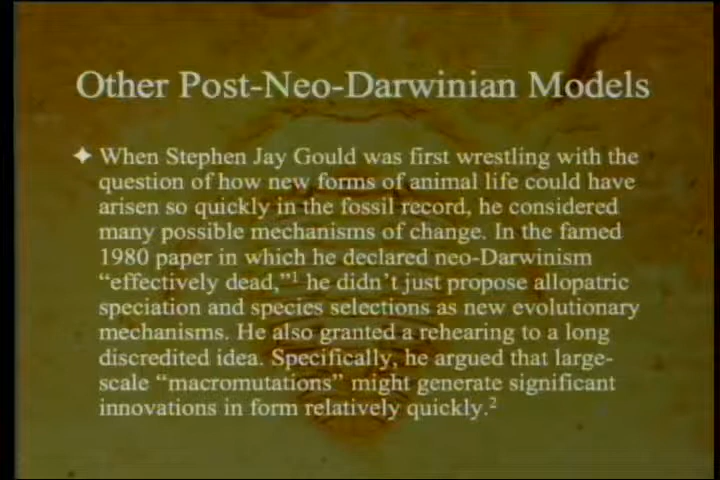 Other Post-Neo-Darwinian Models
✦ When Stephen Jay Gould was first wrestling with the
question of how new forms of animal life could have
arisen so quickly in the fossil record, he considered
many possible mechanisms of change. In the famed
1980 paper in which he declared neo-Darwinism
“effectively dead,”¹ he didn’t just propose allopatric
speciation and species selections as new evolutionary
mechanisms. He also granted a rehearing to a long
discredited idea. Specifically, he argued that large-
scale “macromutations” might generate significant
innovations in form relatively quickly.²